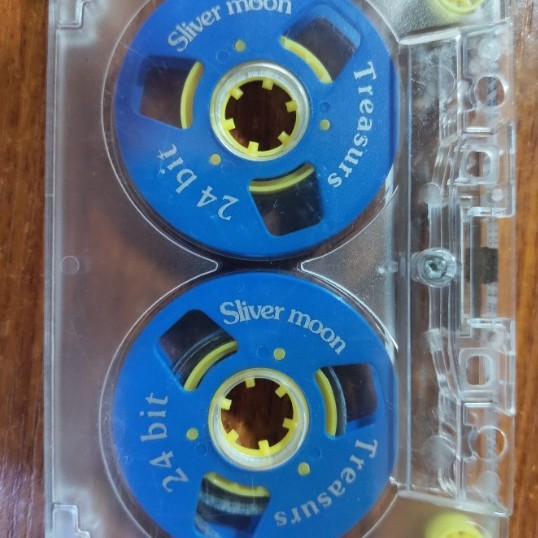 Sliver moon
Treasurs
24 bit
Sliver moon
Treasurs
24 bit